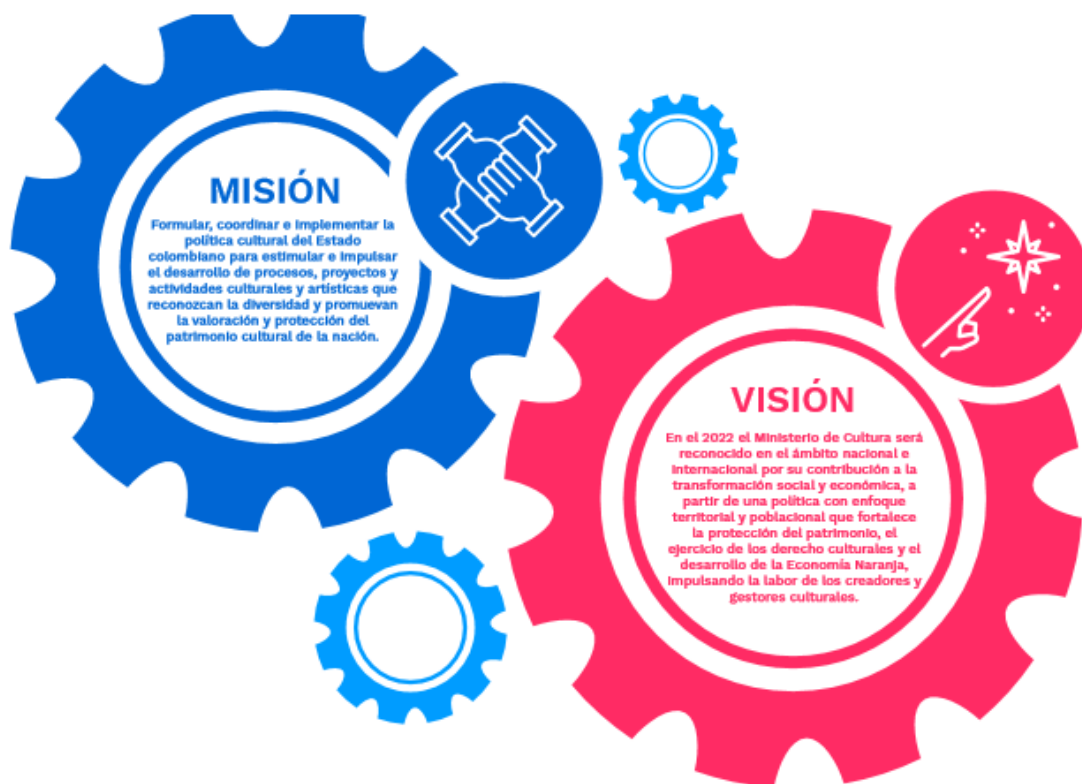 MISIÓN
Formular, coordinar e implementar la
política cultural del Estado
colombiano para estimular e impulsar
el desarrollo de procesos, proyectos y
actividades culturales y artísticas que
reconozcan la diversidad y promuevan
la valoración y protección del
patrimonio cultural de la nación.
VISIÓN
En el 2022 el Ministerio de Cultura será
reconocido en el ámbito nacional e
internacional por su contribución a la
transformación social y económica, a
partir de una política con enfoque
territorial y poblacional que fortalece
la protección del patrimonio, el
ejercicio de los derecho culturales y el
desarrollo de la Economía Naranja,
impulsando la labor de los creadores y
gestores culturales.